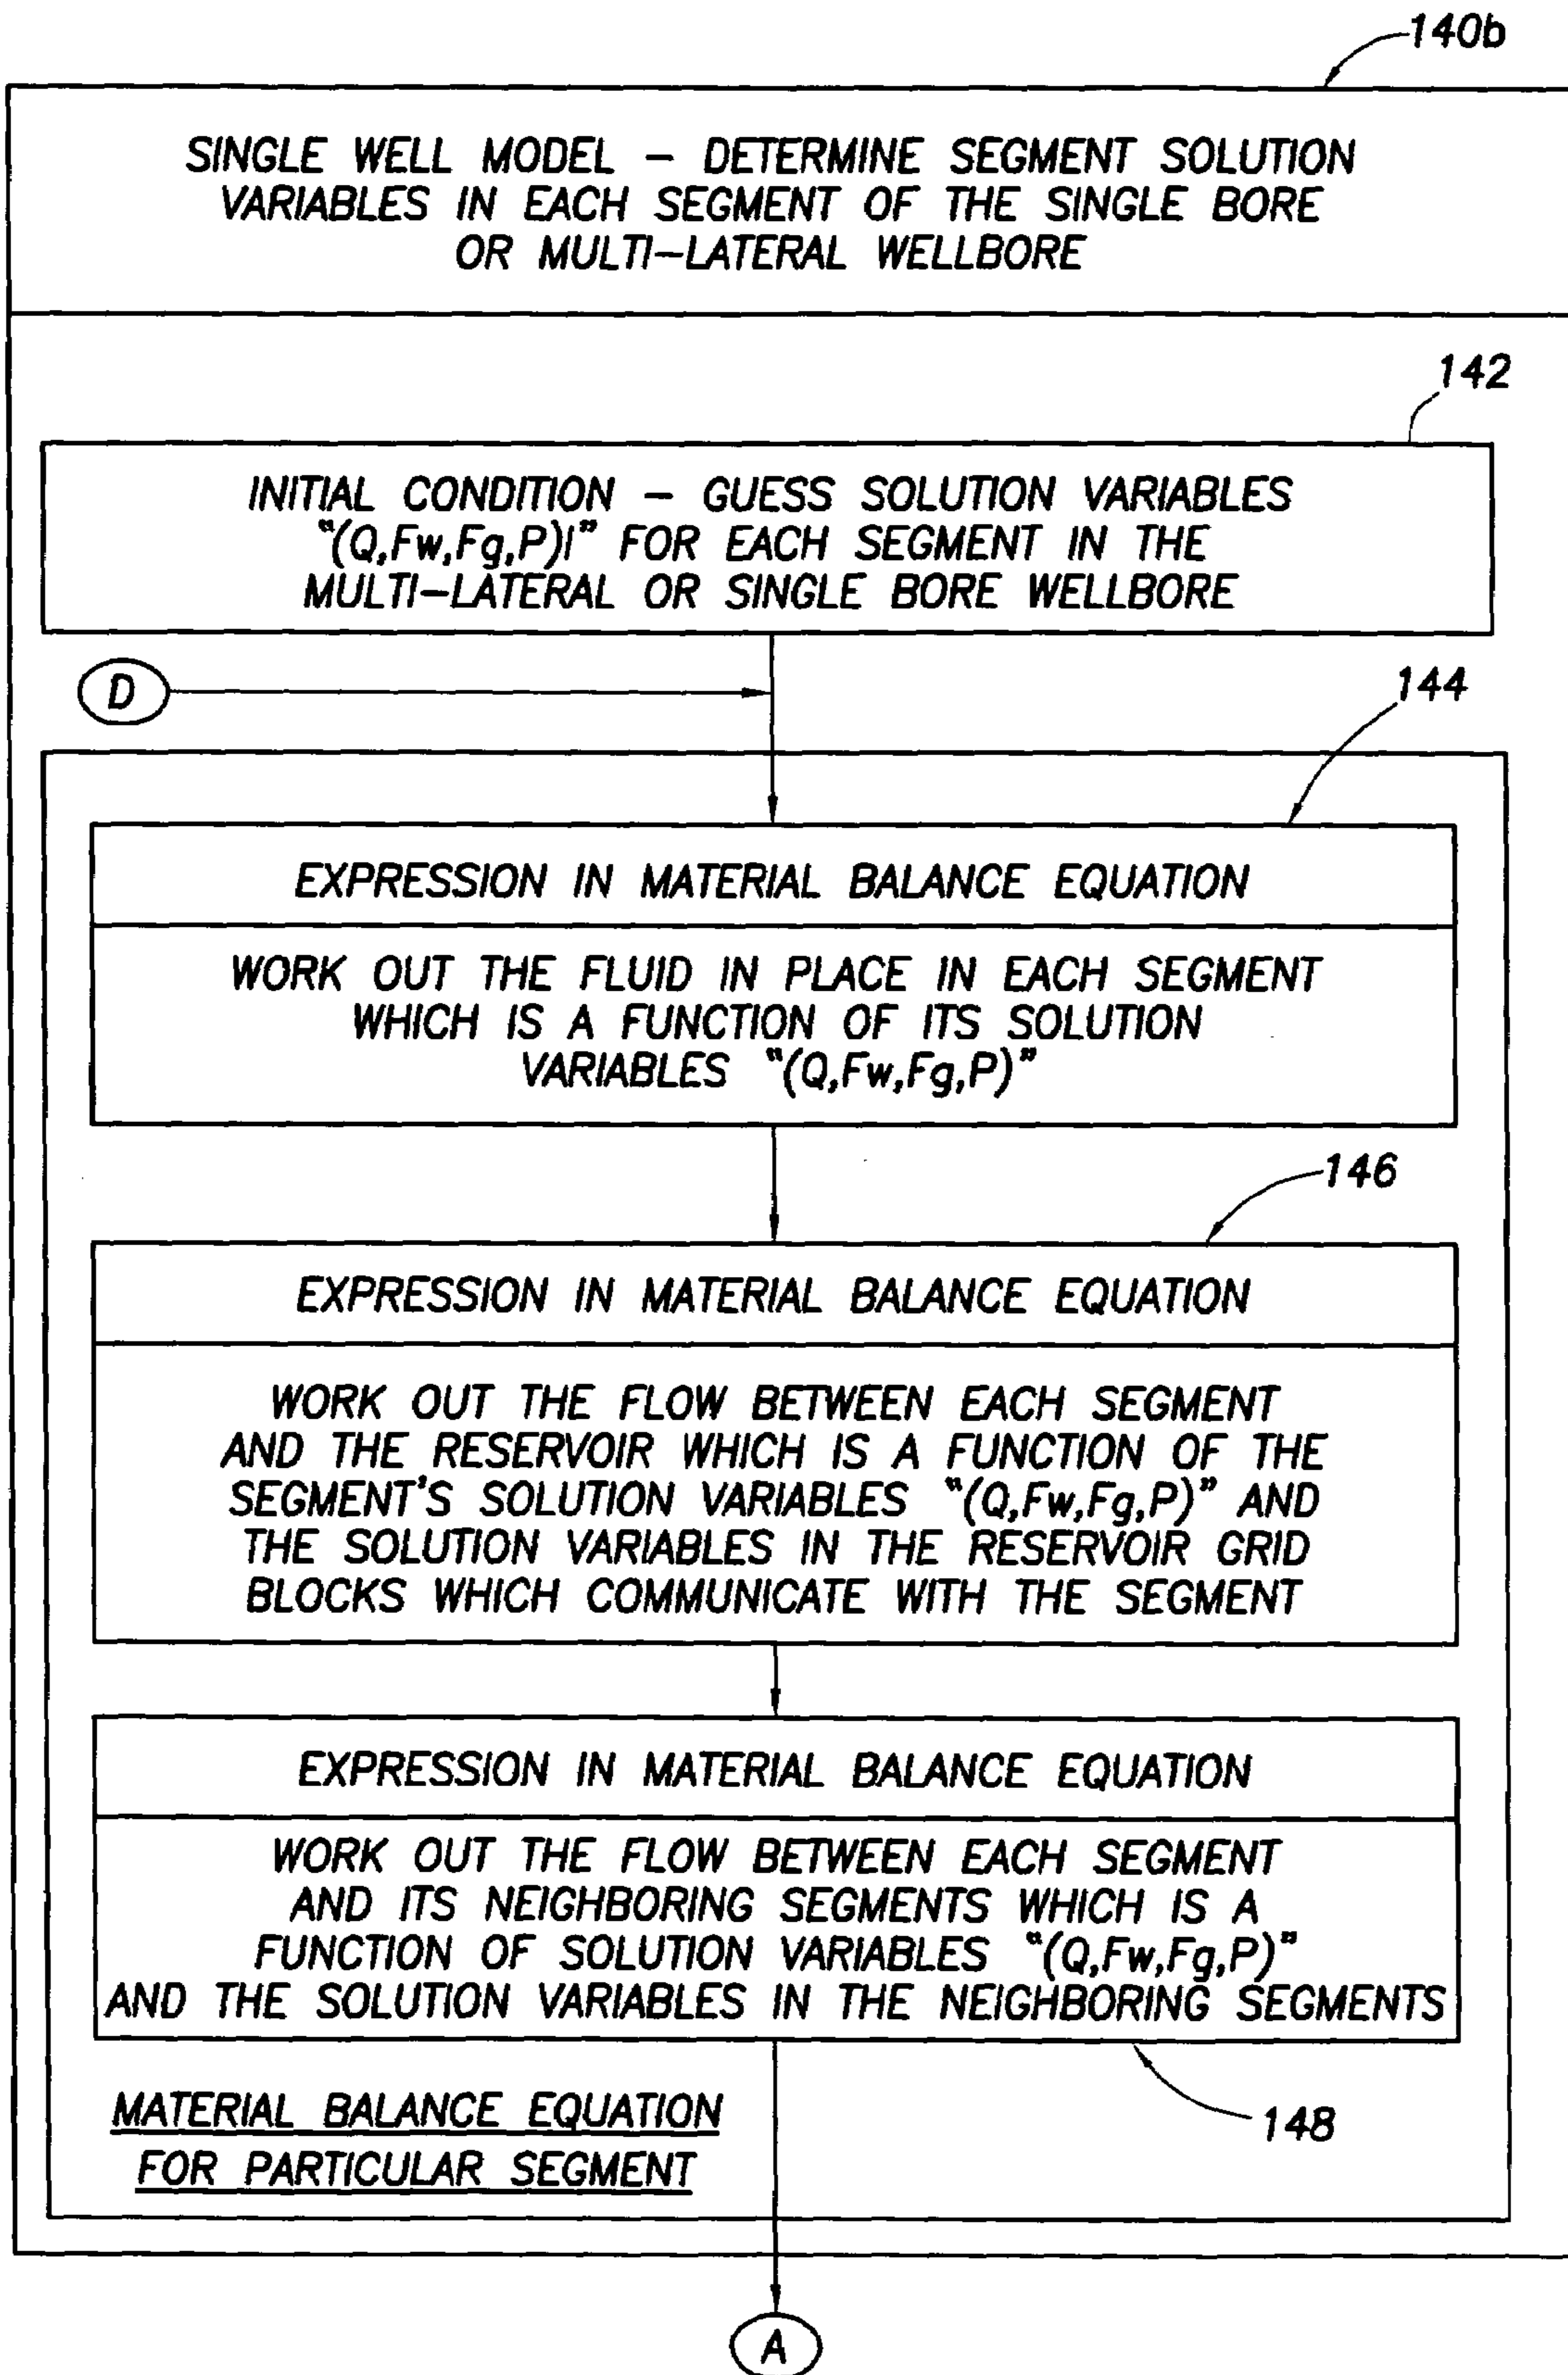 140b
SINGLE WELL MODEL – DETERMINE SEGMENT SOLUTION
VARIABLES IN EACH SEGMENT OF THE SINGLE BORE
OR MULTI–LATERAL WELLBORE
142
INITIAL CONDITION – GUESS SOLUTION VARIABLES
"(Q,Fw,Fg,P)I" FOR EACH SEGMENT IN THE
MULTI–LATERAL OR SINGLE BORE WELLBORE
D
144
EXPRESSION IN MATERIAL BALANCE EQUATION
WORK OUT THE FLUID IN PLACE IN EACH SEGMENT
WHICH IS A FUNCTION OF ITS SOLUTION
VARIABLES "(Q,Fw,Fg,P)"
146
EXPRESSION IN MATERIAL BALANCE EQUATION
WORK OUT THE FLOW BETWEEN EACH SEGMENT
AND THE RESERVOIR WHICH IS A FUNCTION OF THE
SEGMENT'S SOLUTION VARIABLES "(Q,Fw,Fg,P)" AND
THE SOLUTION VARIABLES IN THE RESERVOIR GRID
BLOCKS WHICH COMMUNICATE WITH THE SEGMENT
EXPRESSION IN MATERIAL BALANCE EQUATION
WORK OUT THE FLOW BETWEEN EACH SEGMENT
AND ITS NEIGHBORING SEGMENTS WHICH IS A
FUNCTION OF SOLUTION VARIABLES "(Q,Fw,Fg,P)"
AND THE SOLUTION VARIABLES IN THE NEIGHBORING SEGMENTS
148
MATERIAL BALANCE EQUATION
FOR PARTICULAR SEGMENT
A